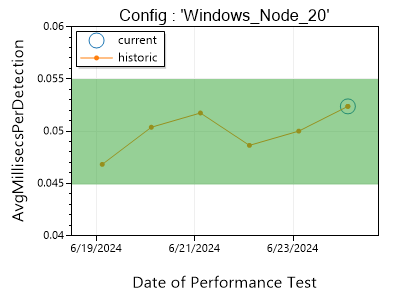 Config : 'Windows_Node_20'
current
historic
AvgMillisecsPerDetection
0.06
0.055
0.05
0.045
0.04
6/19/2024
6/21/2024
6/23/2024
Date of Performance Test